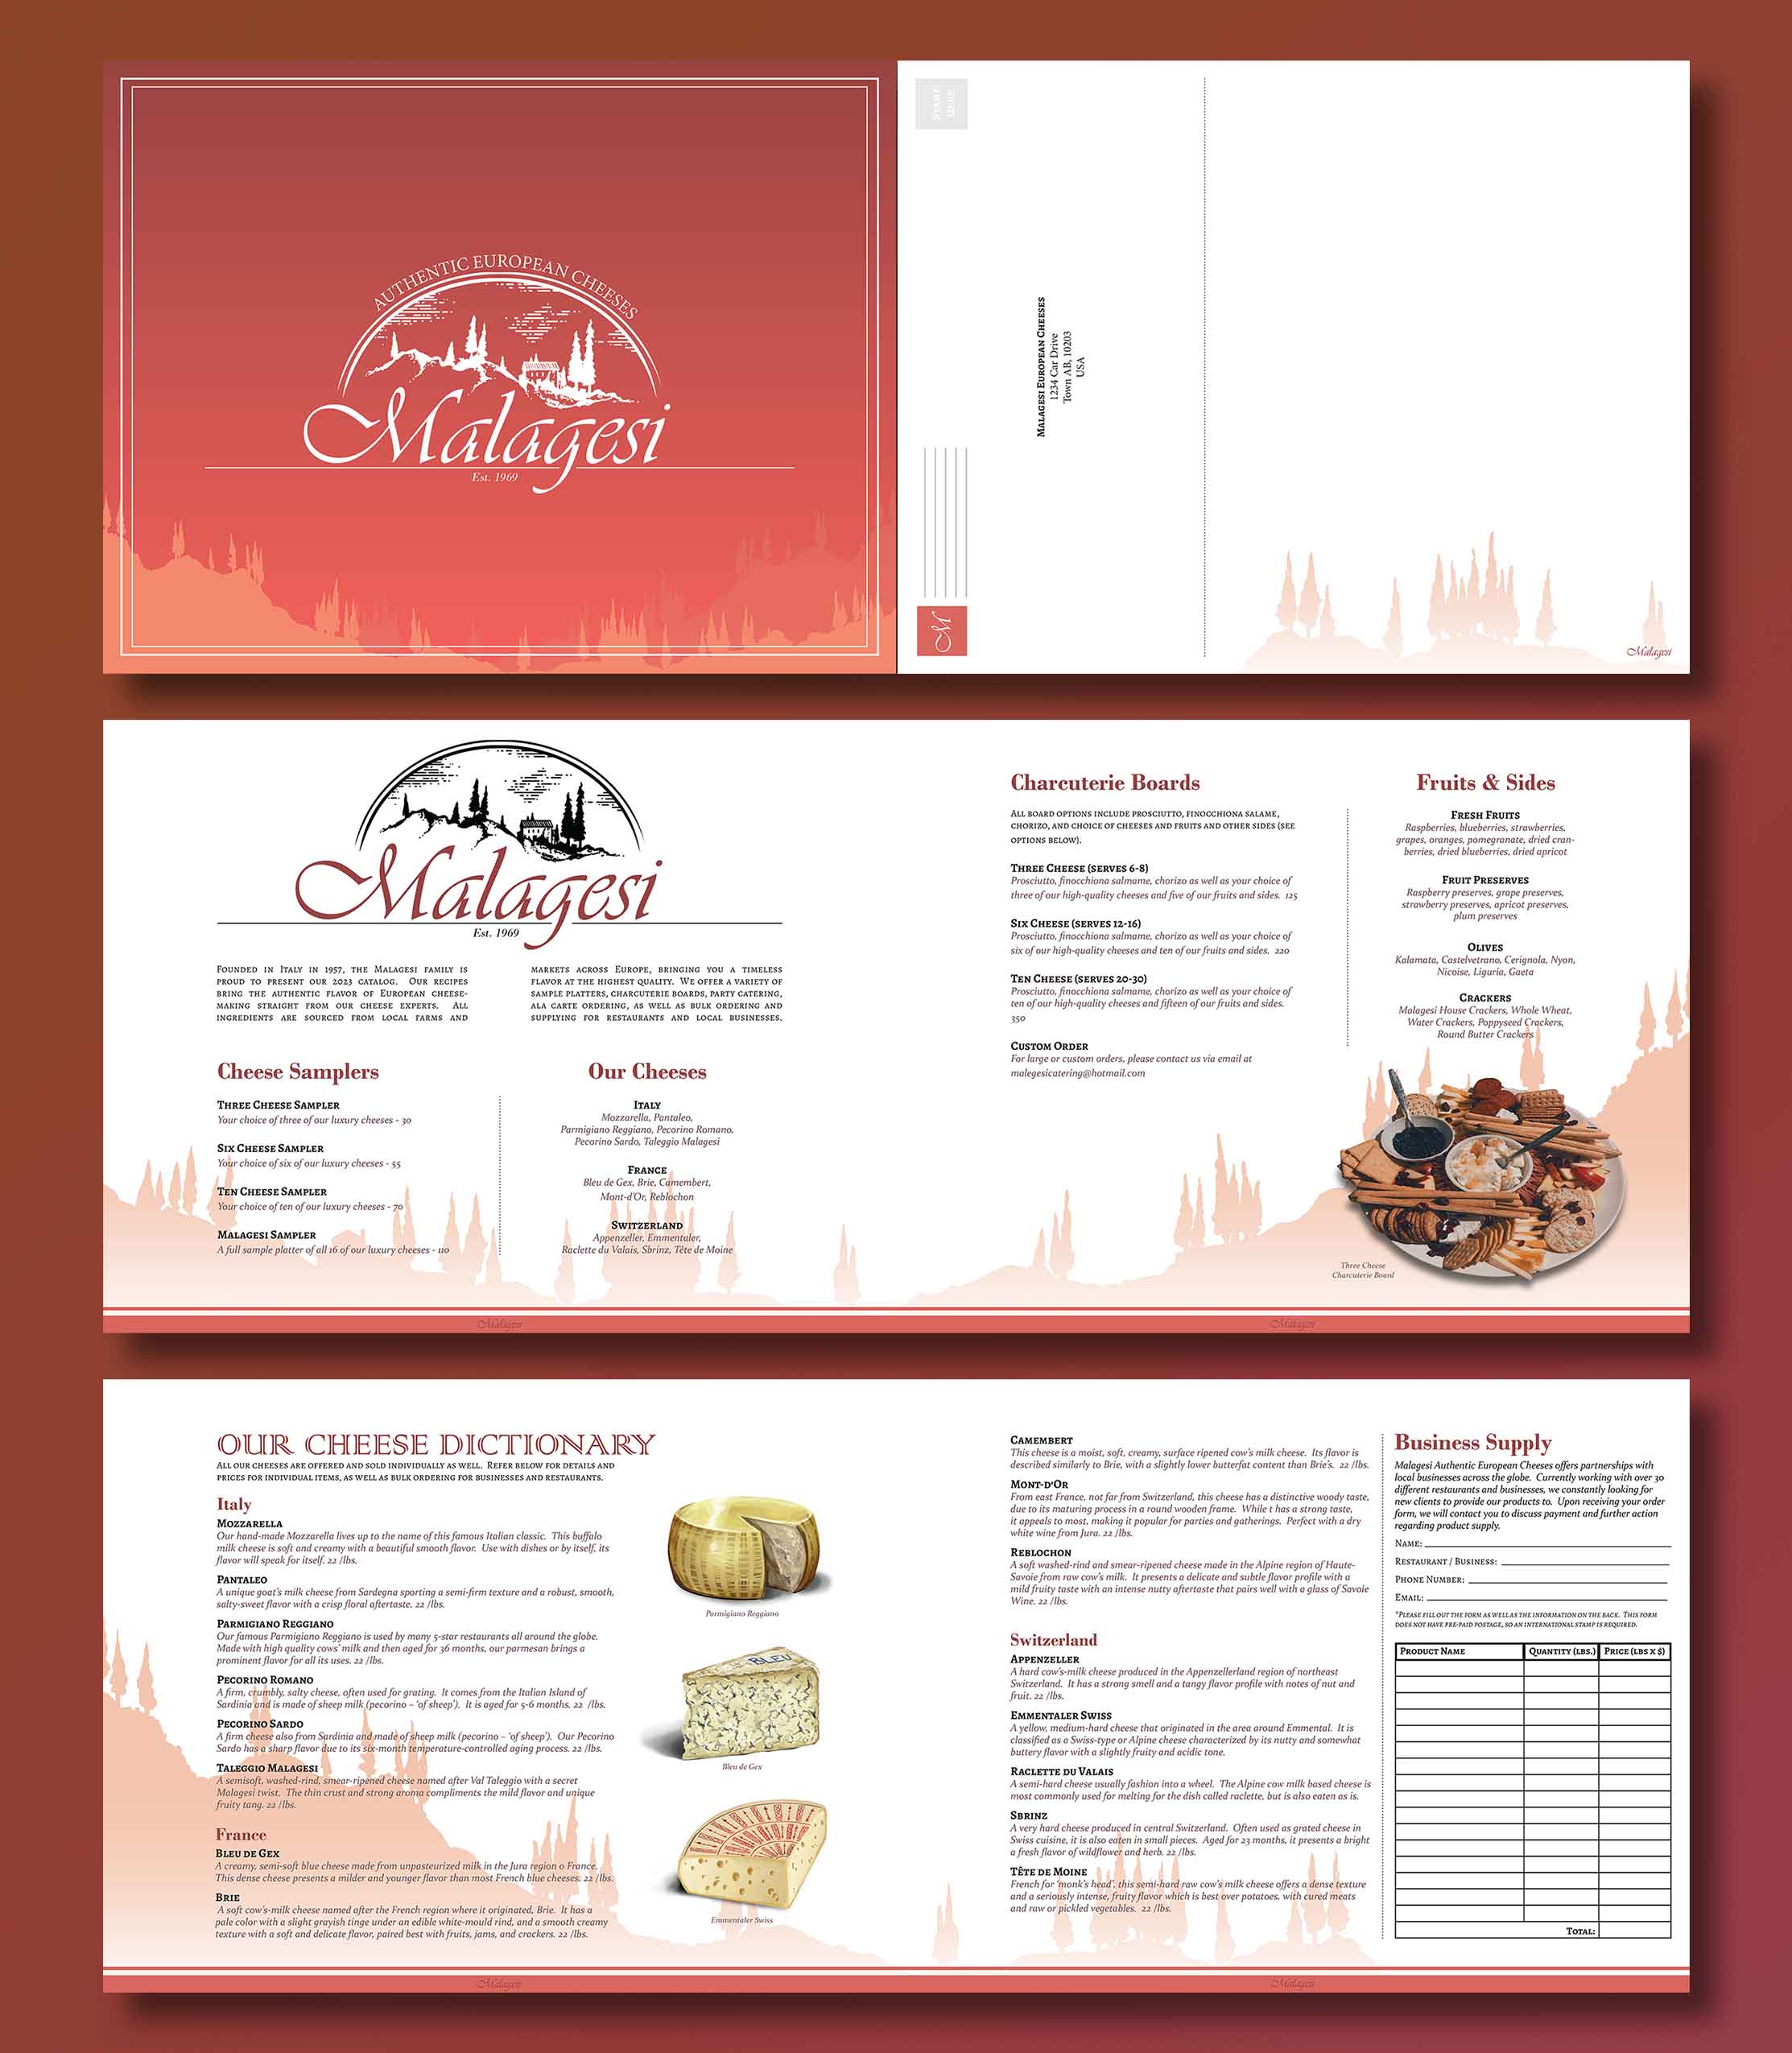 AUTHENTIC EUROPEAN CHEESES
Malagesi
Est. 1969
STAMP
HERE
MALAGESI EUROPEAN CHEESES
1234 Car Drive
Town AB, 10203
USA
M
Malagesi
Malagesi
Est. 1969
FOUNDED IN ITALY IN 1957, THE MALAGESI FAMILY IS
PROUD TO PRESENT OUR 2023 CATALOG. OUR RECIPES
BRING THE AUTHENTIC FLAVOR OF EUROPEAN CHEESE-
MAKING STRAIGHT FROM OUR CHEESE EXPERTS. ALL
INGREDIENTS ARE SOURCED FROM LOCAL FARMS AND
MARKETS ACROSS EUROPE, BRINGING YOU A TIMELESS
FLAVOR AT THE HIGHEST QUALITY. WE OFFER A VARIETY OF
SAMPLE PLATTERS, CHARCUTERIE BOARDS, PARTY CATERING,
ALA CARTE ORDERING, AS WELL AS BULK ORDERING AND
SUPPLYING FOR RESTAURANTS AND LOCAL BUSINESSES.
Cheese Samplers
THREE CHEESE SAMPLER
Your choice of three of our luxury cheeses - 30
SIX CHEESE SAMPLER
Your choice of six of our luxury cheeses - 55
TEN CHEESE SAMPLER
Your choice of ten of our luxury cheeses - 70
MALAGESI SAMPLER
A full sample platter of all 16 of our luxury cheeses - 110
Our Cheeses
ITALY
Mozzarella, Pantaleo,
Parmigiano Reggiano, Pecorino Romano,
Pecorino Sardo, Taleggio Malagesi
FRANCE
Bleu de Gex, Brie, Camembert,
Mont-d'Or, Reblochon
SWITZERLAND
Appenzeller, Emmentaler,
Raclette du Valais, Sbrinz, Tête de Moine
Malagesi
Charcuterie Boards
ALL BOARD OPTIONS INCLUDE PROSCIUTTO, FINOCCHIONA SALAME,
CHORIZO, AND CHOICE OF CHEESES AND FRUITS AND OTHER SIDES (SEE
OPTIONS BELOW).
THREE CHEESE (SERVES 6-8)
Prosciutto, finocchiona salmame, chorizo as well as your choice of
three of our high-quality cheeses and five of our fruits and sides. 125
SIX CHEESE (SERVES 12-16)
Prosciutto, finocchiona salmame, chorizo as well as your choice of
six of our high-quality cheeses and ten of our fruits and sides. 220
TEN CHEESE (SERVES 20-30)
Prosciutto, finocchiona salmame, chorizo as well as your choice of
ten of our high-quality cheeses and fifteen of our fruits and sides.
350
CUSTOM ORDER
For large or custom orders, please contact us via email at
malegesicatering@hotmail.com
Fruits & Sides
FRESH FRUITS
Raspberries, blueberries, strawberries,
grapes, oranges, pomegranate, dried cran-
berries, dried blueberries, dried apricot
FRUIT PRESERVES
Raspberry preserves, grape preserves,
strawberry preserves, apricot preserves,
plum preserves
OLIVES
Kalamata, Castelvetrano, Cerignola, Nyon,
Nicoise, Liguria, Gaeta
CRACKERS
Malagesi House Crackers, Whole Wheat,
Water Crackers, Poppyseed Crackers,
Round Butter Crackers
Three Cheese
Charcuterie Board
Malagesi
OUR CHEESE DICTIONARY
ALL OUR CHEESES ARE OFFERED AND SOLD INDIVIDUALLY AS WELL. REFER BELOW FOR DETAILS AND
PRICES FOR INDIVIDUAL ITEMS, AS WELL AS BULK ORDERING FOR BUSINESSES AND RESTAURANTS.
Italy
MOZZARELLA
Our hand-made Mozzarella lives up to the name of this famous Italian classic. This buffalo
milk cheese is soft and creamy with a beautiful smooth flavor. Use with dishes or by itself, its
flavor will speak for itself. 22 /lbs.
PANTALEO
A unique goat's milk cheese from Sardegna sporting a semi-firm texture and a robust, smooth,
salty-sweet flavor with a crisp floral aftertaste. 22 /lbs.
PARMIGIANO REGGIANO
Our famous Parmigiano Reggiano is used by many 5-star restaurants all around the globe.
Made with high quality cows' milk and then aged for 36 months, our parmesan brings a
prominent flavor for all its uses. 22 /lbs.
PECORINO ROMANO
A firm, crumbly, salty cheese, often used for grating. It comes from the Italian Island of
Sardinia and is made of sheep milk (pecorino – 'of sheep'). It is aged for 5-6 months. 22 /lbs.
PECORINO SARDO
A firm cheese also from Sardinia and made of sheep milk (pecorino – 'of sheep'). Our Pecorino
Sardo has a sharp flavor due to its six-month temperature-controlled aging process. 22 /lbs.
TALEGGIO MALAGESI
A semisoft, washed-rind, smear-ripened cheese named after Val Taleggio with a secret
Malagesi twist. The thin crust and strong aroma compliments the mild flavor and unique
fruity tang. 22 /lbs.
France
BLEU DE GEX
A creamy, semi-soft blue cheese made from unpasteurized milk in the Jura region o France.
This dense cheese presents a milder and younger flavor than most French blue cheeses. 22 /lbs.
BRIE
A soft cow's-milk cheese named after the French region where it originated, Brie. It has a
pale color with a slight grayish tinge under an edible white-mould rind, and a smooth creamy
texture with a soft and delicate flavor, paired best with fruits, jams, and crackers. 22 /lbs.
Parmigiano Reggiano
BLEU
Bleu de Gex
Emmentaler Swiss
Malagesi
CAMEMBERT
This cheese is a moist, soft, creamy, surface ripened cow's milk cheese. Its flavor is
described similarly to Brie, with a slightly lower butterfat content than Brie's. 22 /lbs.
MONT-D'OR
From east France, not far from Switzerland, this cheese has a distinctive woody taste,
due to its maturing process in a round wooden frame. While t has a strong taste,
it appeals to most, making it popular for parties and gatherings. Perfect with a dry
white wine from Jura. 22 /lbs.
REBLOCHON
A soft washed-rind and smear-ripened cheese made in the Alpine region of Haute-
Savoie from raw cow's milk. It presents a delicate and subtle flavor profile with a
mild fruity taste with an intense nutty aftertaste that pairs well with a glass of Savoie
Wine. 22 /lbs.
Switzerland
APPENZELLER
A hard cow's-milk cheese produced in the Appenzellerland region of northeast
Switzerland. It has a strong smell and a tangy flavor profile with notes of nut and
fruit. 22 /lbs.
EMMENTALER SWISS
A yellow, medium-hard cheese that originated in the area around Emmental. It is
classified as a Swiss-type or Alpine cheese characterized by its nutty and somewhat
buttery flavor with a slightly fruity and acidic tone.
RACLETTE DU VALAIS
A semi-hard cheese usually fashion into a wheel. The Alpine cow milk based cheese is
most commonly used for melting for the dish called raclette, but is also eaten as is.
SBRINZ
A very hard cheese produced in central Switzerland. Often used as grated cheese in
Swiss cuisine, it is also eaten in small pieces. Aged for 23 months, it presents a bright
a fresh flavor of wildflower and herb. 22 /lbs.
TÊTE DE MOINE
French for 'monk's head', this semi-hard raw cow's milk cheese offers a dense texture
and a seriously intense, fruity flavor which is best over potatoes, with cured meats
and raw or pickled vegetables. 22 /lbs.
Business Supply
Malagesi Authentic European Cheeses offers partnerships with
local businesses across the globe. Currently working with over 30
different restaurants and businesses, we constantly looking for
new clients to provide our products to. Upon receiving your order
form, we will contact you to discuss payment and further action
regarding product supply.
NAME:
RESTAURANT / BUSINESS:
PHONE NUMBER:
EMAIL:
*PLEASE FILL OUT THE FORM AS WELL AS THE INFORMATION ON THE BACK. THIS FORM
DOES NOT HAVE PRE-PAID POSTAGE, SO AN INTERNATIONAL STAMP IS REQUIRED.
PRODUCT NAME QUANTITY (LBS.) PRICE (LBS X $)
TOTAL:
Malagesi